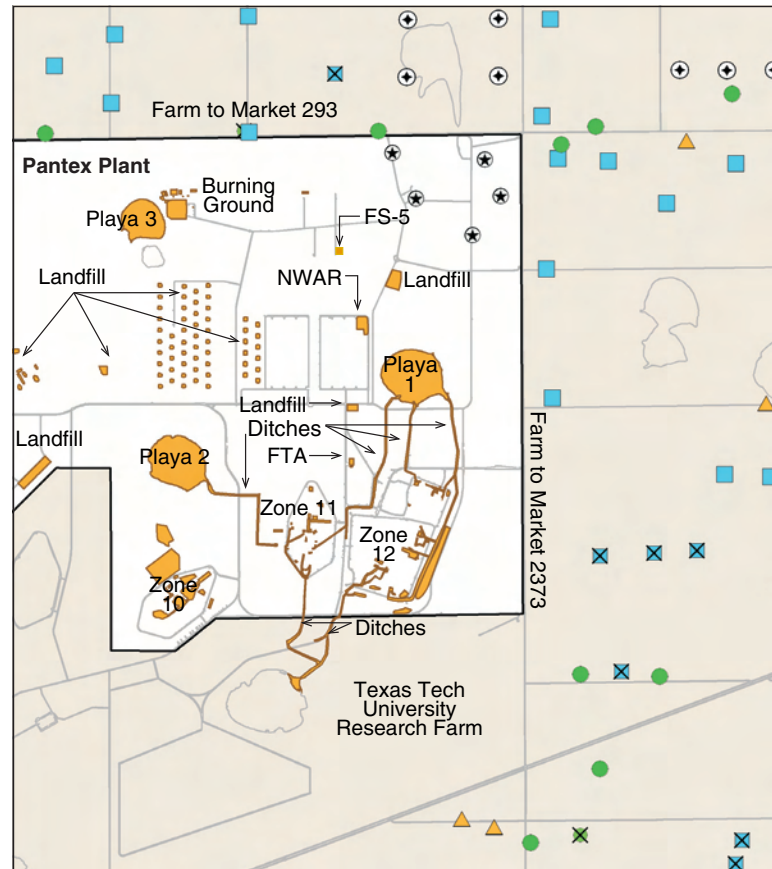 Farm to Market 293
Pantex Plant
Burning
Ground
Playa 3
FS-5
Landfill
NWAR
Landfill
Playa
1
Landfill
Ditches
Landfill
FTA
Playa 2
Farm to Market 2373
Zone 11
Zone
12
Zone
10
Ditches
Texas Tech
University
Research Farm